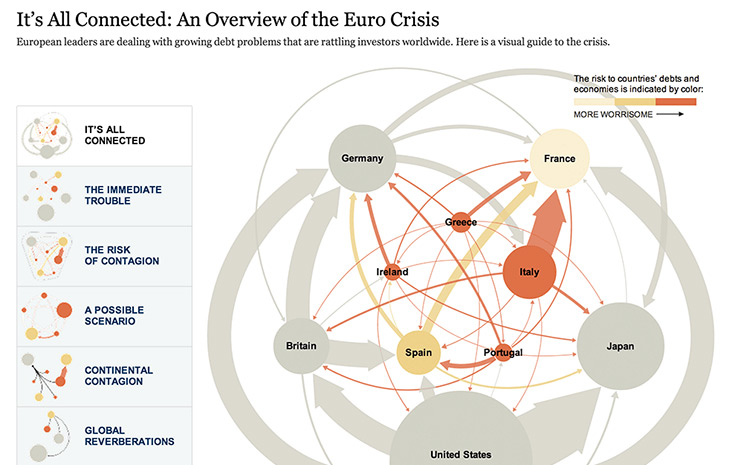 It's All Connected: An Overview of the Euro Crisis
European leaders are dealing with growing debt problems that are rattling investors worldwide. Here is a visual guide to the crisis.
The risk to countries' debts and
economies is indicated by color:
MORE WORRISOME
IT'S ALL
CONNECTED
THE IMMEDIATE
TROUBLE
THE RISK
OF CONTAGION
A POSSIBLE
SCENARIO
CONTINENTAL
CONTAGION
GLOBAL
REVERBERATIONS
Germany
France
Greece
Ireland
Italy
Britain
Spain
Portugal
Japan
United States